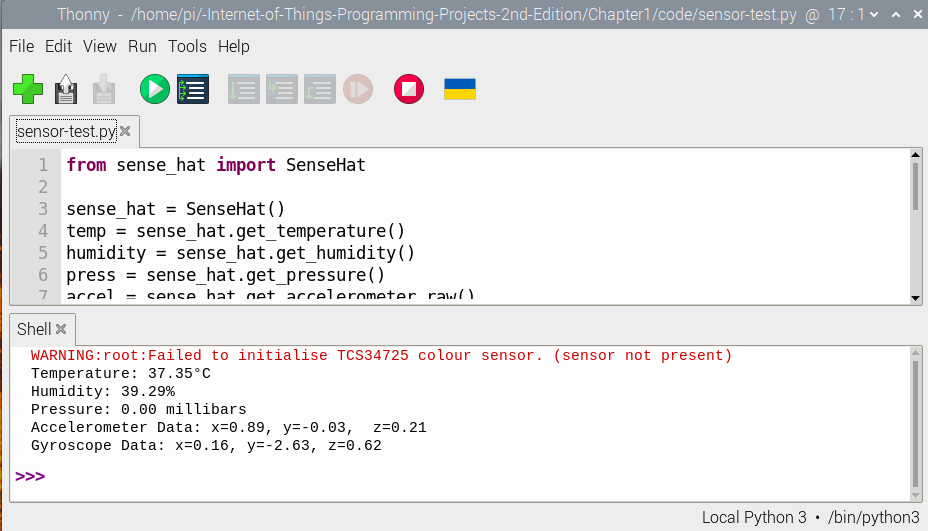 Thonny - /home/pi/-Internet-of-Things-Programming-Projects-2nd-Edition/Chapter1/code/sensor-test.py @ 17 : 1
File Edit View Run Tools Help
sensor-test.py
1 from sense_hat import SenseHat
2
3 sense_hat = SenseHat()
4 temp = sense_hat.get_temperature()
5 humidity = sense_hat.get_humidity()
6 press = sense_hat.get_pressure()
7 accel = sense_hat.get_accelerometer_raw()
Shell
WARNING:root:Failed to initialise TCS34725 colour sensor. (sensor not present)
Temperature: 37.35°C
Humidity: 39.29%
Pressure: 0.00 millibars
Accelerometer Data: x=0.89, y=-0.03,  z=0.21
Gyroscope Data: x=0.16, y=-2.63, z=0.62
>>>
Local Python 3 • /bin/python3